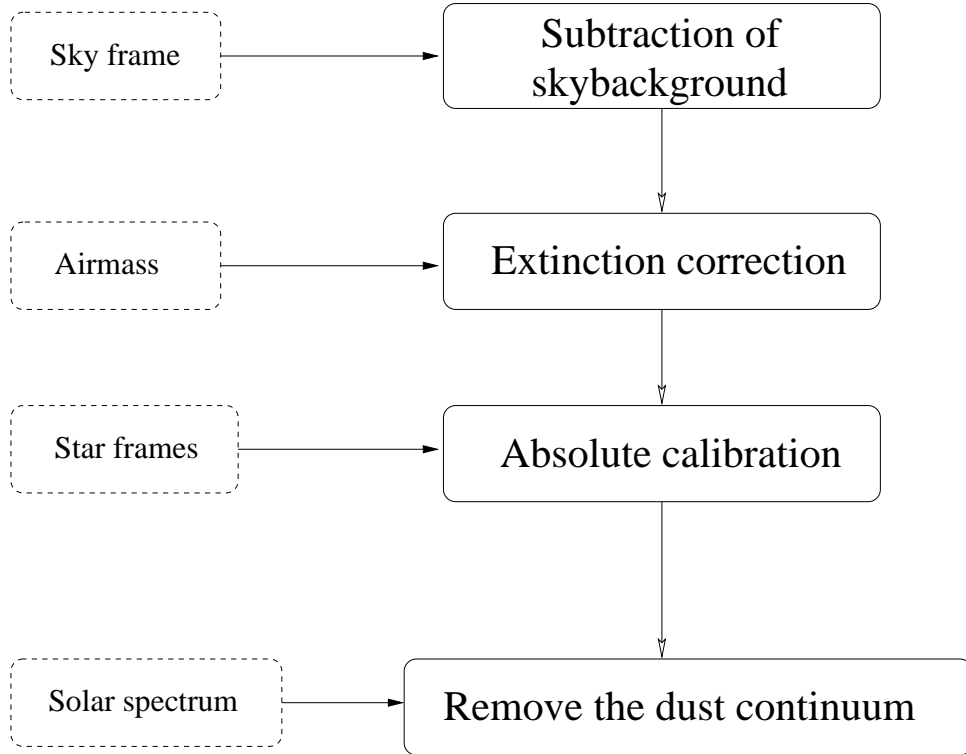 Sky frame
Subtraction of
skybackground
Airmass
Extinction correction
Star frames
Absolute calibration
Solar spectrum
Remove the dust continuum